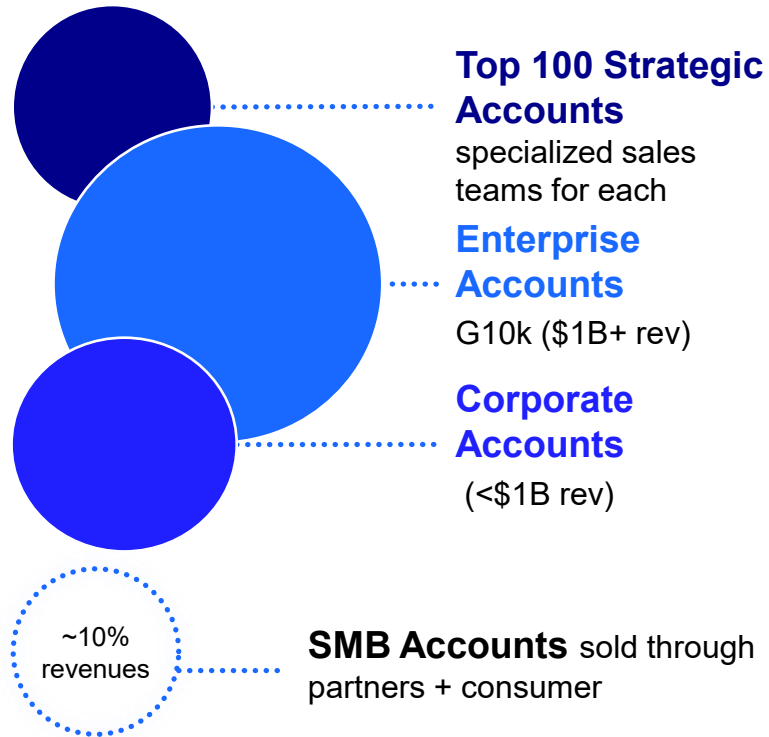 Top 100 Strategic
Accounts
specialized sales
teams for each
Enterprise
Accounts
G10k ($1B+ rev)
Corporate
Accounts
(<$1B rev)
~10%
revenues
SMB Accounts sold through
partners + consumer